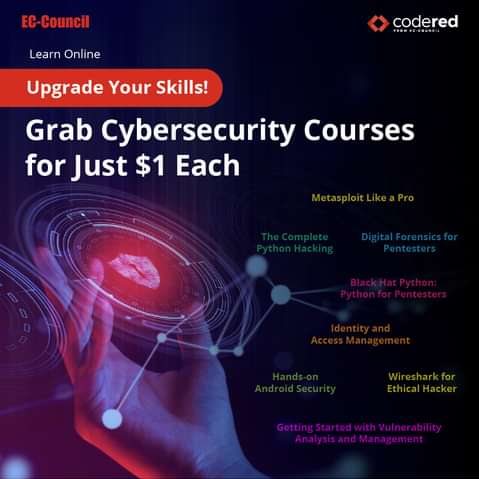 EC-Council
codered
FROM EC-COUNCIL
Learn Online
Upgrade Your Skills!
Grab Cybersecurity Courses
for Just $1 Each
Metasploit Like a Pro
The Complete
Python Hacking
Digital Forensics for
Pentesters
Black Hat Python:
Python for Pentesters
Identity and
Access Management
Hands-on
Android Security
Wireshark for
Ethical Hacker
Getting Started with Vulnerability
Analysis and Management